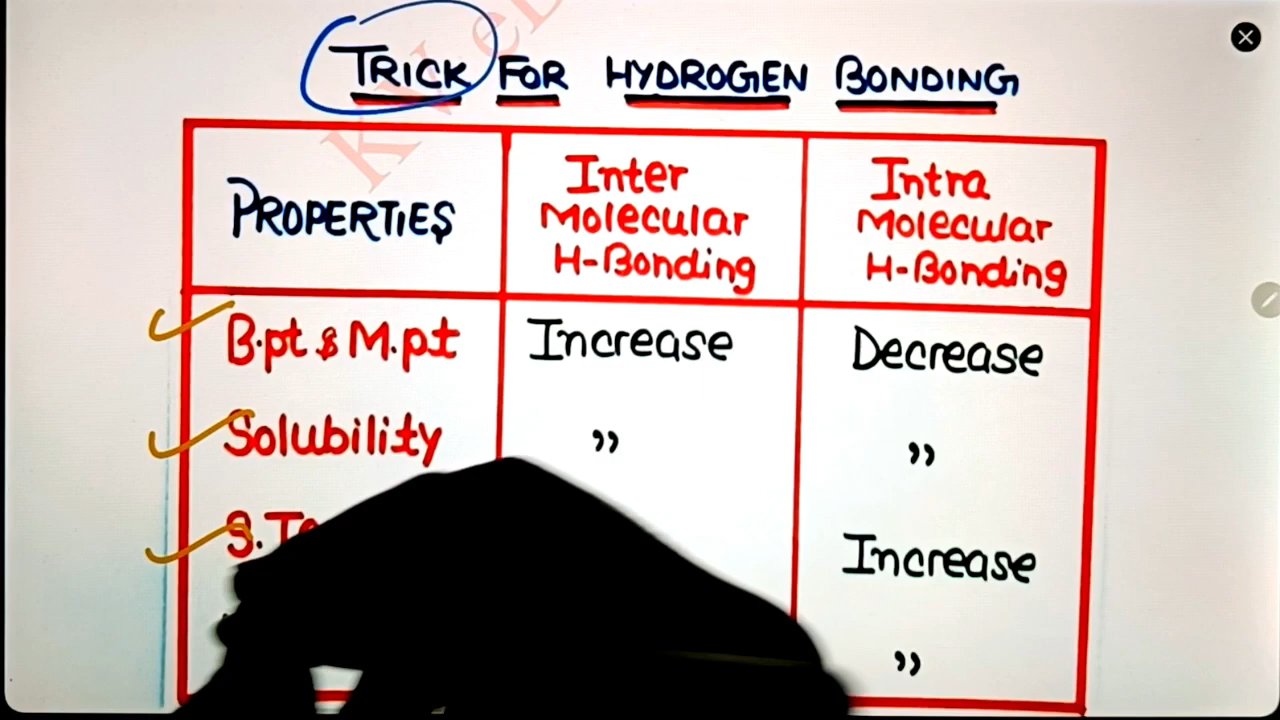 TRICK FOR HYDROGEN BONDING
PROPERTIES
Inter
Molecular
H-Bonding
Intra
Molecular
H-Bonding
B.pt & M.pt
Increase
Decrease
Solubility
”
”
Increase
”